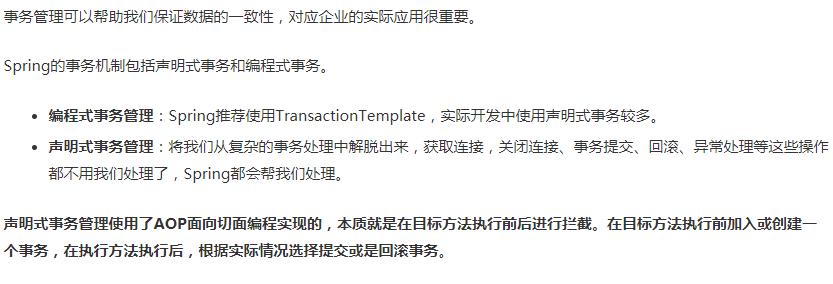 事务管理可以帮助我们保证数据的一致性，对应企业的实际应用很重要。
Spring的事务机制包括声明式事务和编程式事务。
• 编程式事务管理：Spring推荐使用TransactionTemplate，实际开发中使用声明式事务较多。
• 声明式事务管理：将我们从复杂的事务处理中解脱出来，获取连接，关闭连接、事务提交、回滚、异常处理等这些操作
都不用我们处理了，Spring都会帮我们处理。
声明式事务管理使用了AOP面向切面编程实现的，本质就是在目标方法执行前后进行拦截。在目标方法执行前加入或创建一
个事务，在执行方法执行后，根据实际情况选择提交或是回滚事务。